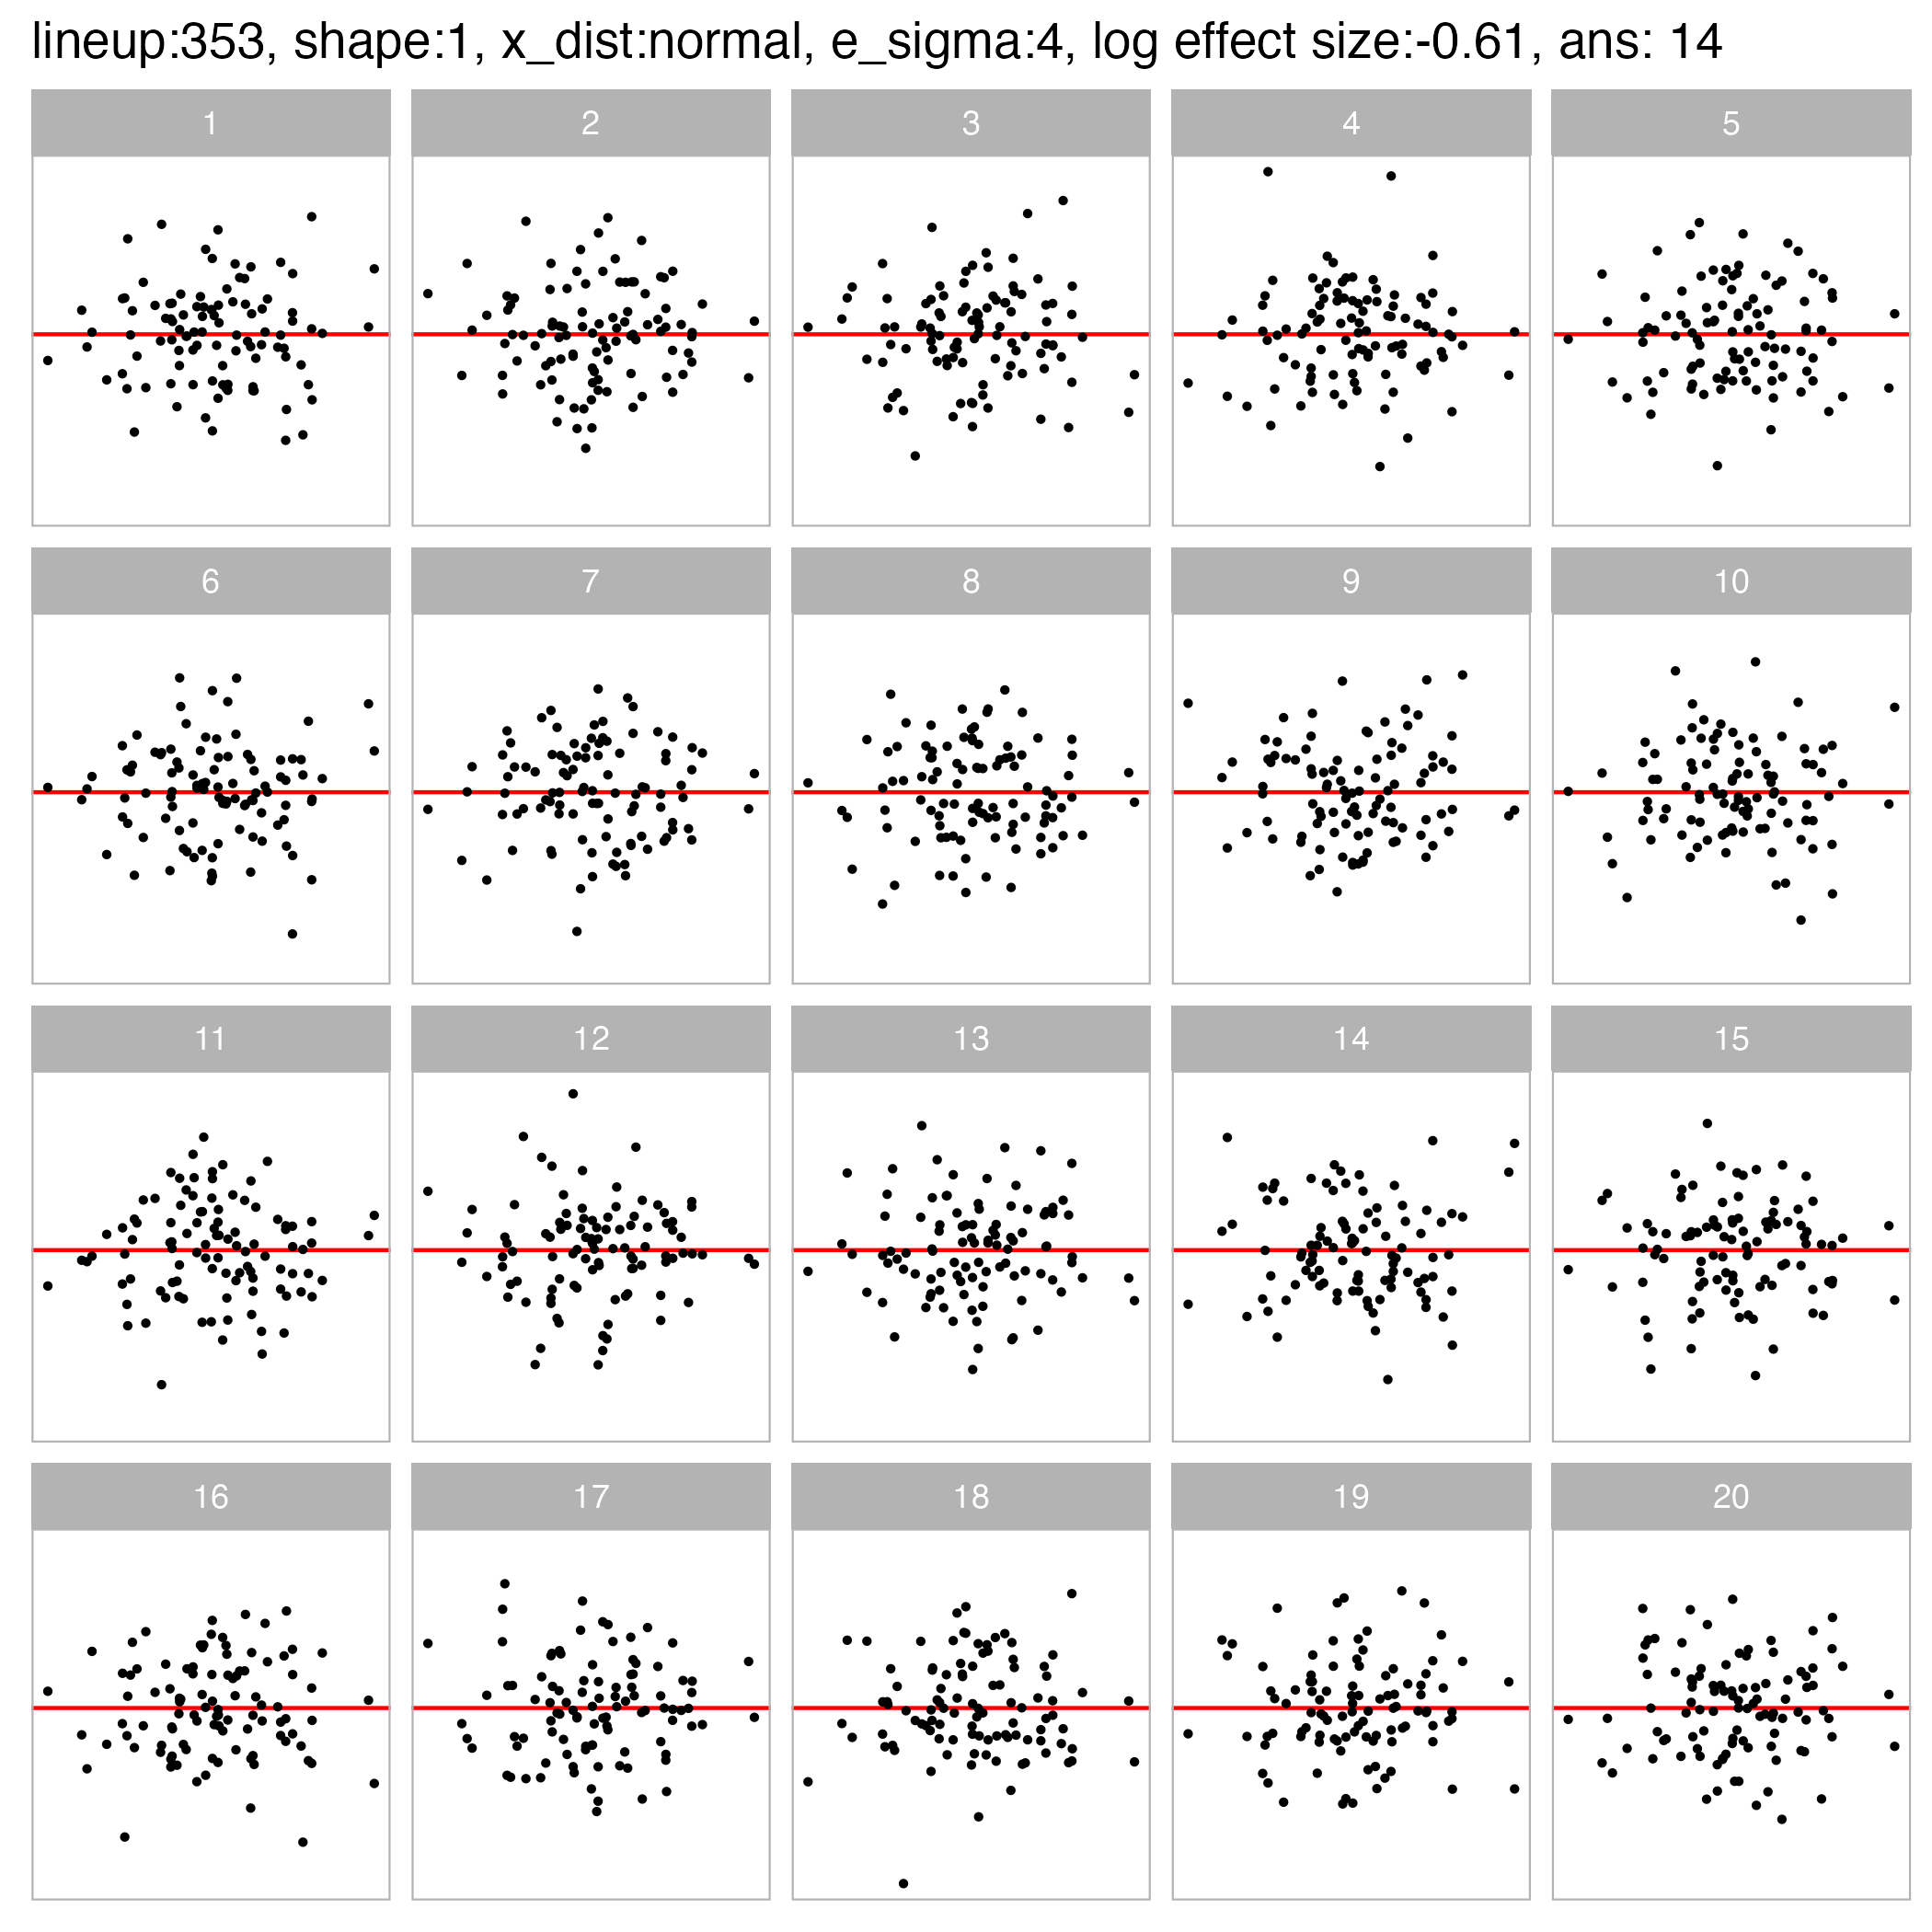 lineup:353, shape:1, x_dist:normal, e_sigma:4, log effect size:-0.61, ans: 14
1 2 3 4 5
6 7 8 9 10
11 12 13 14 15
16 17 18 19 20